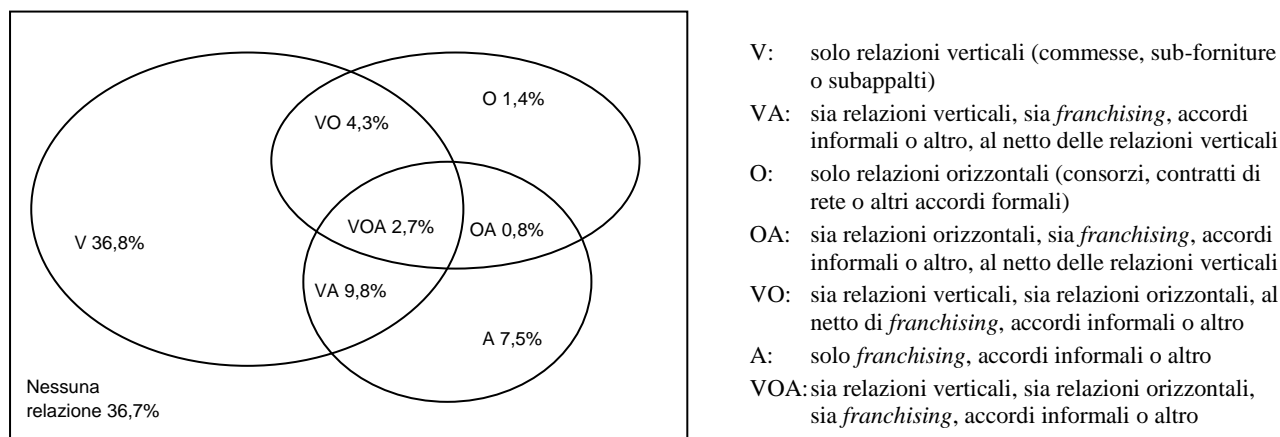 O 1,4%
VO 4,3%
VOA 2,7%
OA 0,8%
V 36,8%
VA 9,8%
A 7,5%
Nessuna
relazione 36,7%
V: solo relazioni verticali (commesse, sub-forniture
o subappalti)
VA: sia relazioni verticali, sia franchising, accordi
informali o altro, al netto delle relazioni verticali
O: solo relazioni orizzontali (consorzi, contratti di
rete o altri accordi formali)
OA: sia relazioni orizzontali, sia franchising, accordi
informali o altro, al netto delle relazioni verticali
VO: sia relazioni verticali, sia relazioni orizzontali, al
netto di franchising, accordi informali o altro
A: solo franchising, accordi informali o altro
VOA: sia relazioni verticali, sia relazioni orizzontali,
sia franchising, accordi informali o altro